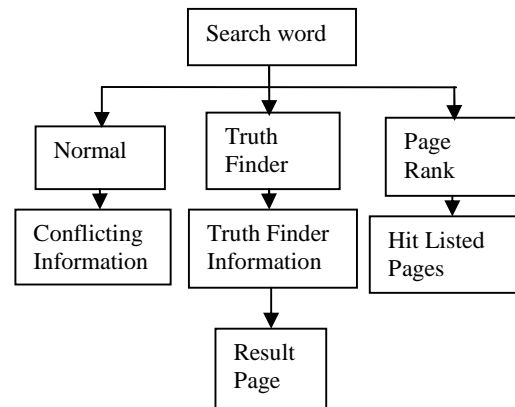 Search word
Normal
Truth
Finder
Page
Rank
Conflicting
Information
Truth Finder
Information
Hit Listed
Pages
Result
Page